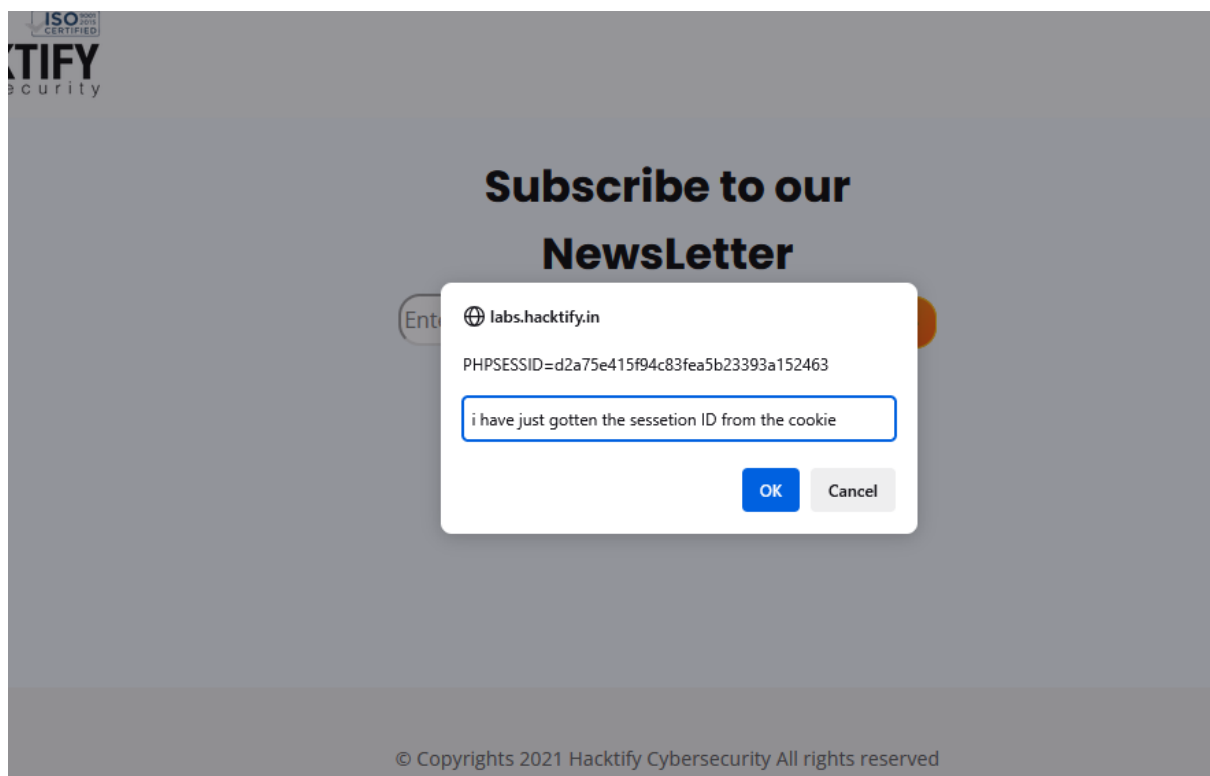 ISO 9001
2015
CERTIFIED
KTIFY
ecurity
Subscribe to our
NewsLetter
Ente
labs.hacktify.in
PHPSESSID=d2a75e415f94c83fea5b23393a152463
i have just gotten the sessetion ID from the cookie
OK Cancel
© Copyrights 2021 Hacktify Cybersecurity All rights reserved